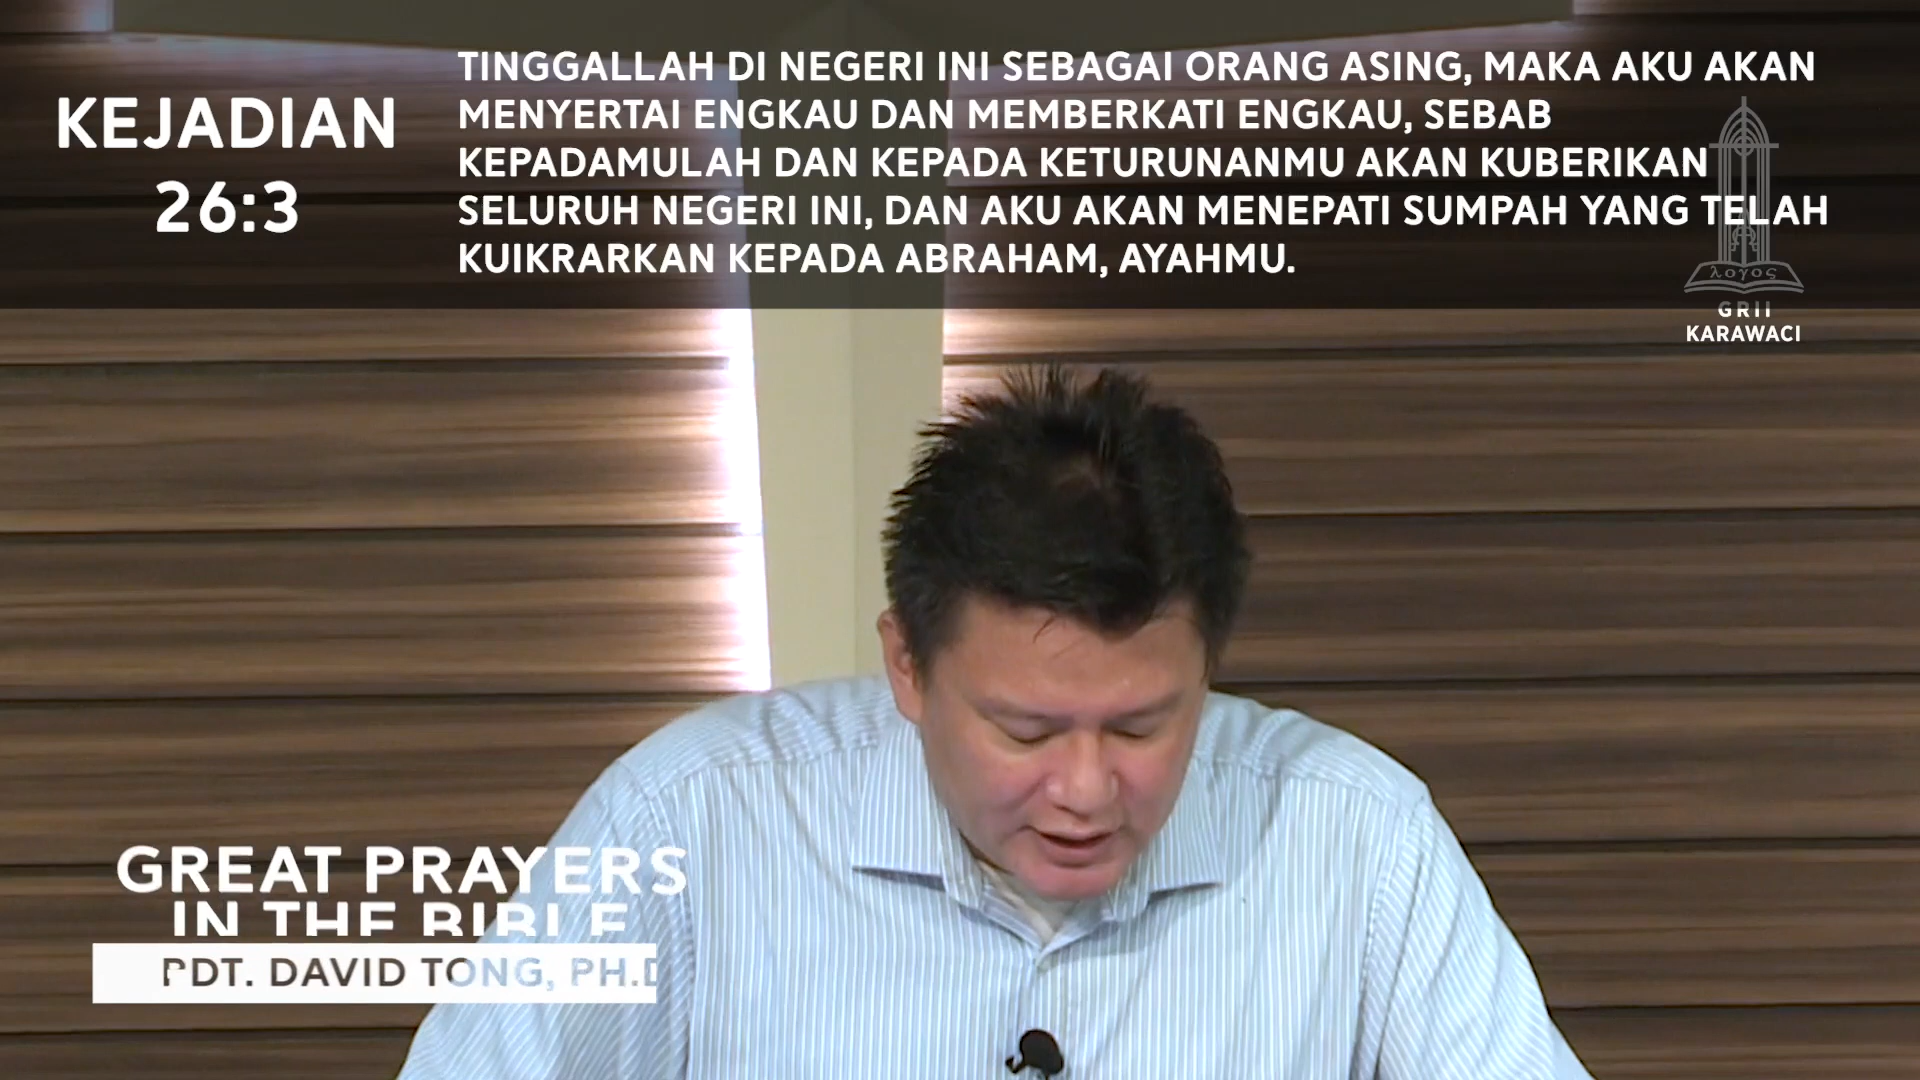 KEJADIAN
26:3
TINGGALLAH DI NEGERI INI SEBAGAI ORANG ASING, MAKA AKU AKAN
MENYERTAI ENGKAU DAN MEMBERKATI ENGKAU, SEBAB
KEPADAMULAH DAN KEPADA KETURUNANMU AKAN KUBERIKAN
SELURUH NEGERI INI, DAN AKU AKAN MENEPATI SUMPAH YANG TELAH
KUIKRARKAN KEPADA ABRAHAM, AYAHMU.
λογος
GRII
KARAWACI
GREAT PRAYERS
IN THE BIBLE
PDT. DAVID TONG, PH.D